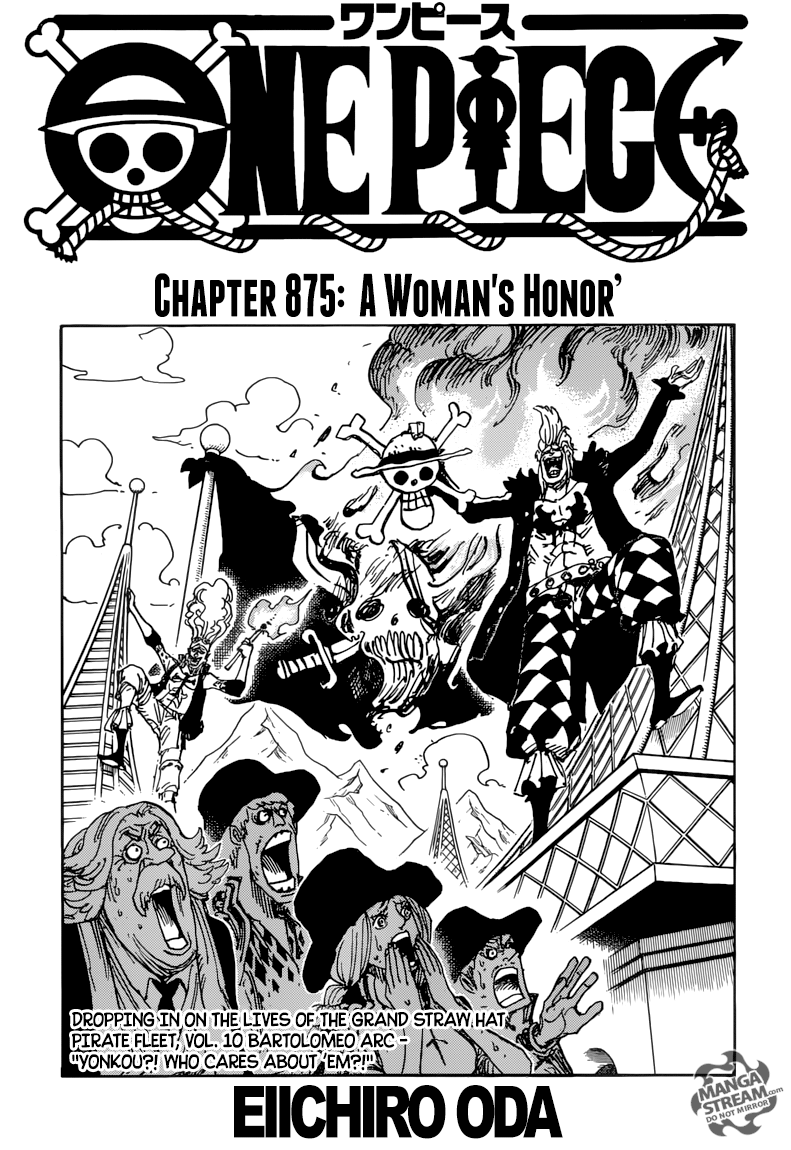 ワンピース
ONE PIECE
CHAPTER 875: A WOMAN'S HONOR'
DROPPING IN ON THE LIVES OF THE GRAND STRAW HAT
PIRATE FLEET, VOL. 10 BARTOLOMEO ARC –
"YONKOU?! WHO CARES ABOUT 'EM?!"
EIICHIRO ODA
MANGA
STREAM.com
DO NOT MIRROR